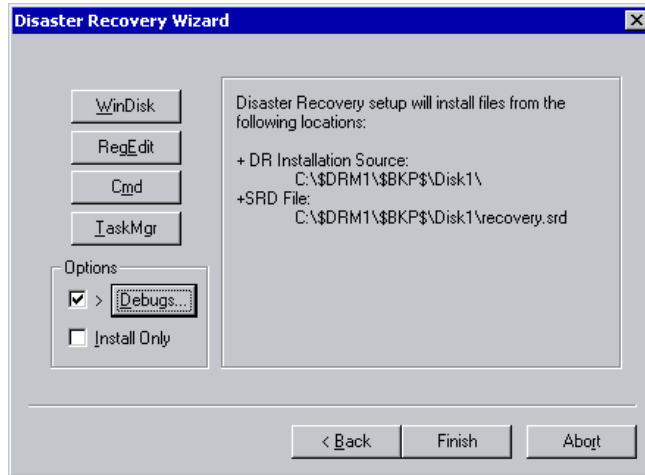 Disaster Recovery Wizard
WinDisk
RegEdit
Cmd
TaskMgr
Options
> Debugs...
Install Only
Disaster Recovery setup will install files from the
following locations:
+ DR Installation Source:
C:\$DRM1\$BKP$\Disk1\
+SRD File:
C:\$DRM1\$BKP$\Disk1\recovery.srd
< Back
Finish
Abort